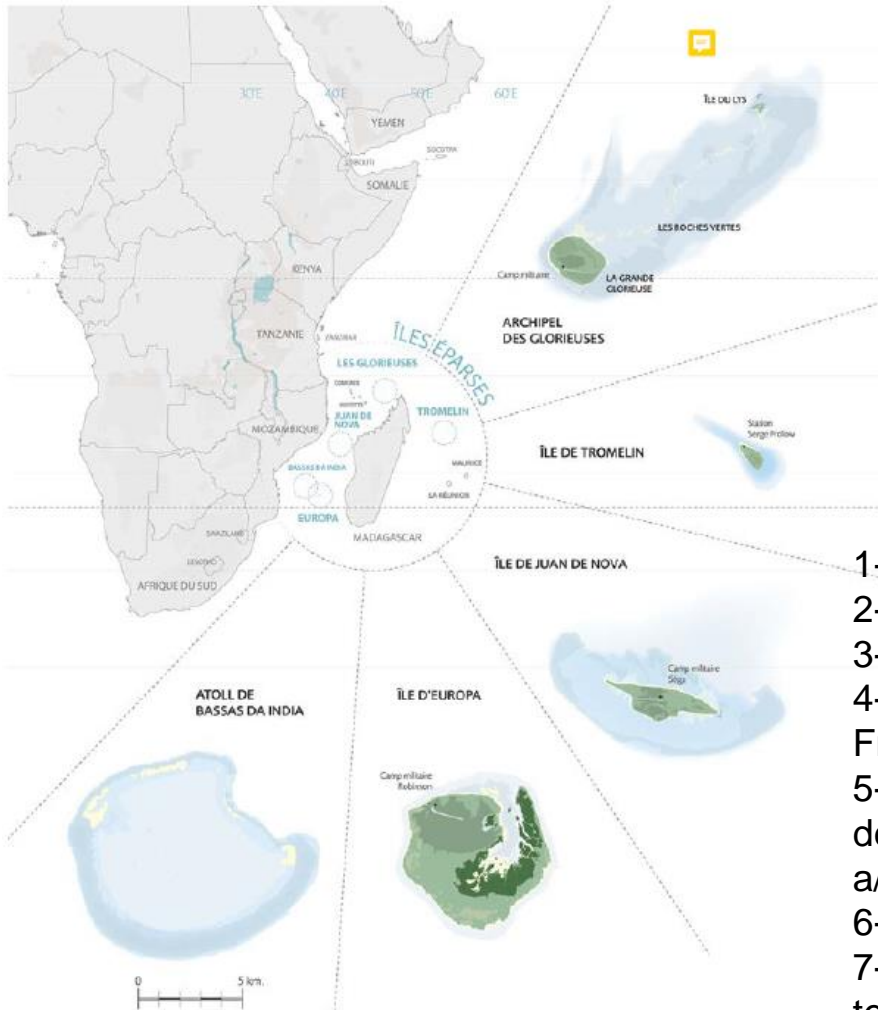 30°E
40°E
50°E
60°E
YEMEN
DJIBOUTI
SOCOTRA
SOMALIE
KENYA
TANZANIE
ZANZIBAR
ÎLES ÉPARSES
LES GLORIEUSES
COMORES
MAYOTTE
JUAN DE
NOVA
TROMELIN
MOZAMBIQUE
BASSAS DA INDIA
MAURICE
LA RÉUNION
EUROPA
MADAGASCAR
SWAZILAND
LESOTHO
AFRIQUE DU SUD
ÎLE DU LYS
LES ROCHES VERTES
Camp militaire
LA GRANDE
GLORIEUSE
ARCHIPEL
DES GLORIEUSES
Station
Serge Frolow
ÎLE DE TROMELIN
ÎLE DE JUAN DE NOVA
Camp militaire
ATOLL DE
BASSAS DA INDIA
ÎLE D'EUROPA
Camp militaire
Robinson
0
5 km.
1-
2-
3-
4-
5-
a/
6-
7-